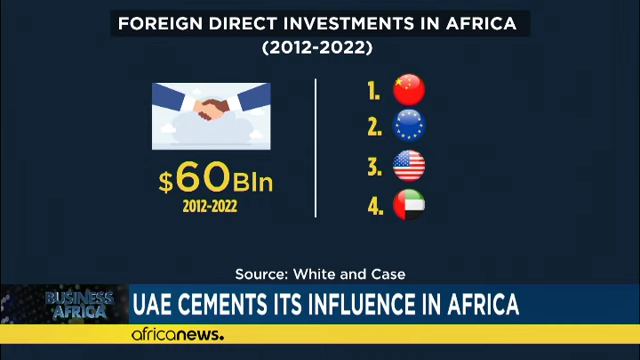 FOREIGN DIRECT INVESTMENTS IN AFRICA
(2012-2022)
$60BIn
2012-2022
1.
2.
3.
4.
Source: White and Case
BUSINESS
AFRICA
UAE CEMENTS ITS INFLUENCE IN AFRICA
africanews.